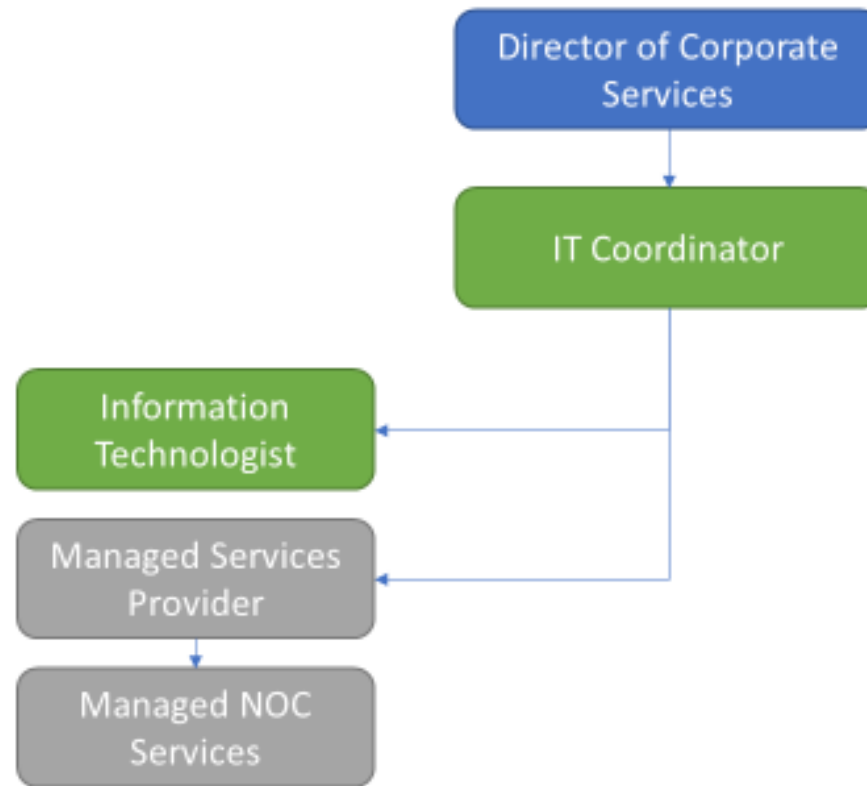 Director of Corporate
Services
IT Coordinator
Information
Technologist
Managed Services
Provider
Managed NOC
Services